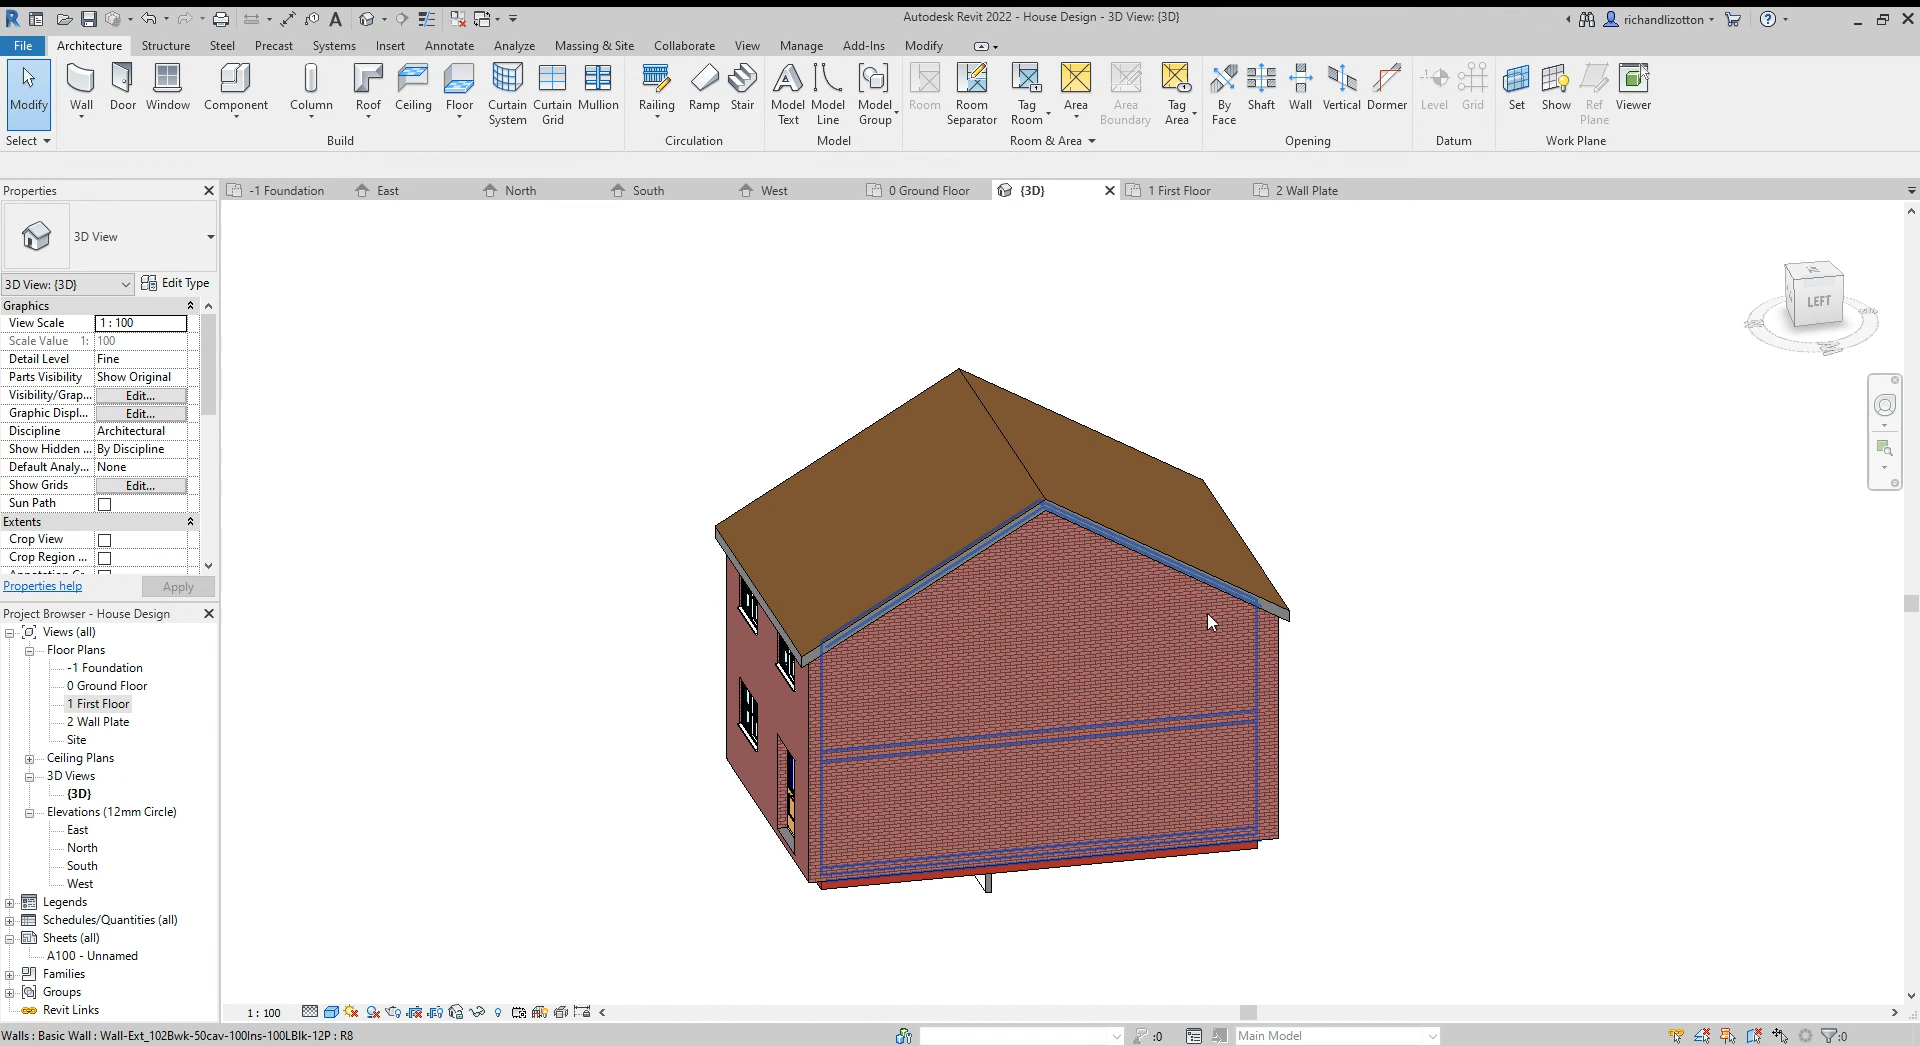 Autodesk Revit 2022 - House Design - 3D View: {3D}
richandlizotton
File Architecture Structure Steel Precast Systems Insert Annotate Analyze Massing & Site Collaborate View Manage Add-Ins Modify
Modify
Wall Door Window Component Column Roof Ceiling Floor Curtain System Curtain Grid Mullion
Railing Ramp Stair
Model Text Model Line Model Group
Room Room Separator Tag Room Area Area Boundary Tag Area
By Face Shaft Wall Vertical Dormer
Level Grid
Set Show Ref Plane Viewer
Select Build Circulation Model Room & Area Opening Datum Work Plane
Properties
-1 Foundation East North South West 0 Ground Floor {3D} 1 First Floor 2 Wall Plate
3D View
3D View: {3D} Edit Type
Graphics
View Scale 1 : 100
Scale Value 1: 100
Detail Level Fine
Parts Visibility Show Original
Visibility/Grap... Edit...
Graphic Displ... Edit...
Discipline Architectural
Show Hidden ... By Discipline
Default Analy... None
Show Grids Edit...
Sun Path
Extents
Crop View
Crop Region ...
Properties help Apply
LEFT
Project Browser - House Design
Views (all)
Floor Plans
-1 Foundation
0 Ground Floor
1 First Floor
2 Wall Plate
Site
Ceiling Plans
3D Views
{3D}
Elevations (12mm Circle)
East
North
South
West
Legends
Schedules/Quantities (all)
Sheets (all)
A100 - Unnamed
Families
Groups
Revit Links
1 : 100
Walls : Basic Wall : Wall-Ext_102Bwk-50cav-100Ins-100LBlk-12P : R8
:0
Main Model
:0